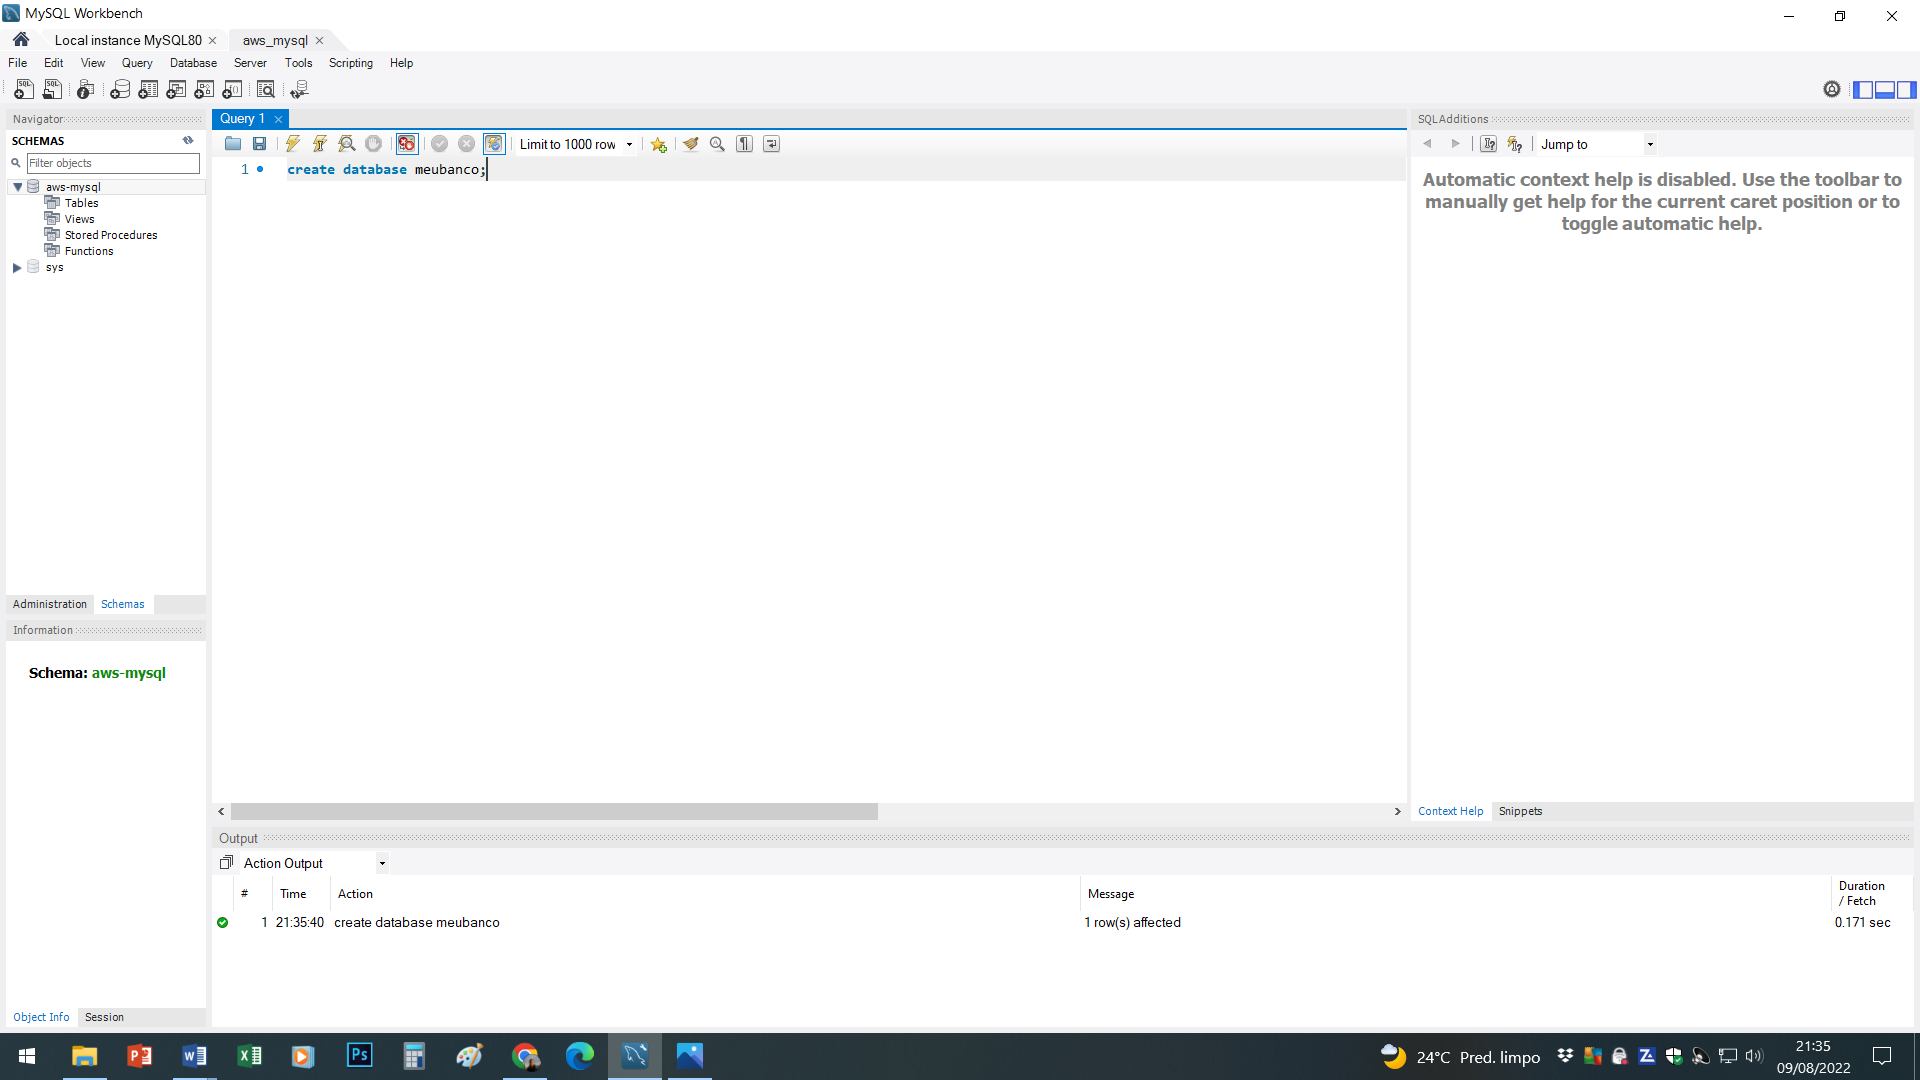 MySQL Workbench
Local instance MySQL80
aws_mysql
File Edit View Query Database Server Tools Scripting Help
Navigator
SCHEMAS
Filter objects
aws-mysql
Tables
Views
Stored Procedures
Functions
sys
Administration Schemas
Information
Schema: aws-mysql
Object Info Session
Query 1
Limit to 1000 row
1 create database meubanco;
SQLAdditions
Jump to
Automatic context help is disabled. Use the toolbar to
manually get help for the current caret position or to
toggle automatic help.
Context Help Snippets
Output
Action Output
# Time Action Message Duration / Fetch
1 21:35:40 create database meubanco 1 row(s) affected 0.171 sec
24°C Pred. limpo
21:35
09/08/2022